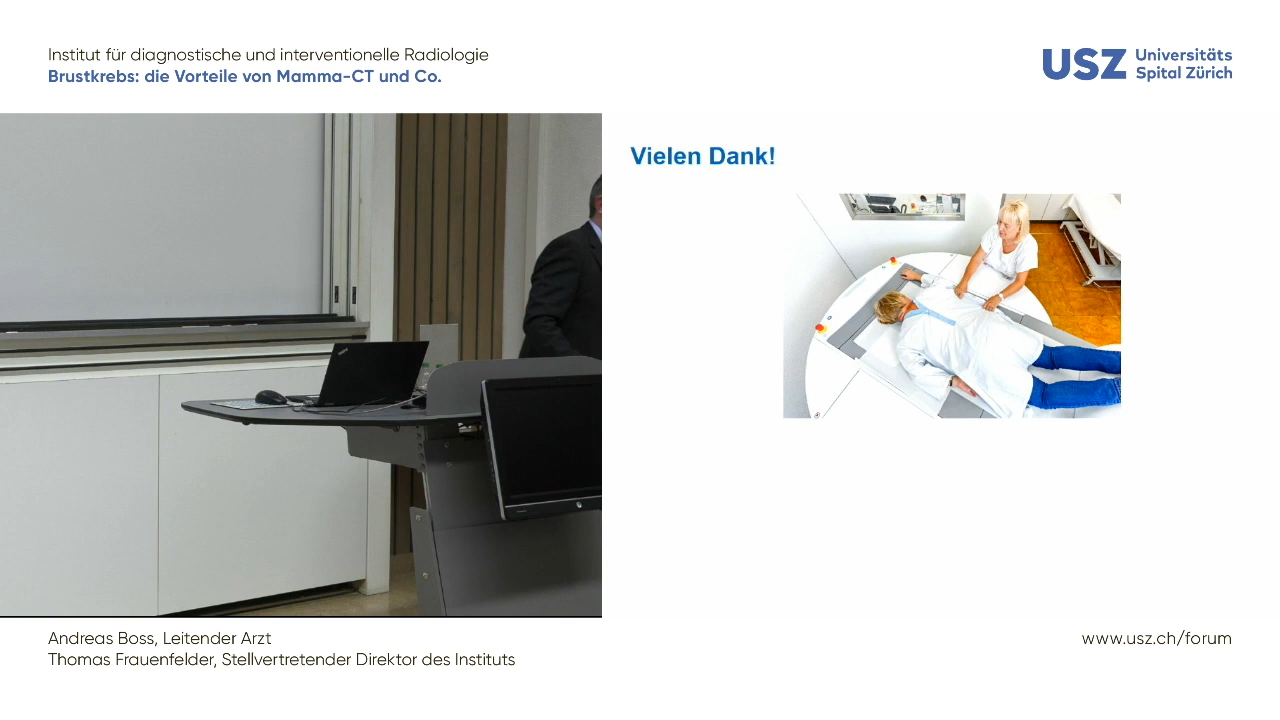 Institut für diagnostische und interventionelle Radiologie
Brustkrebs: die Vorteile von Mamma-CT und Co.
USZ Universitäts
Spital Zürich
Vielen Dank!
Andreas Boss, Leitender Arzt
Thomas Frauenfelder, Stellvertretender Direktor des Instituts
www.usz.ch/forum